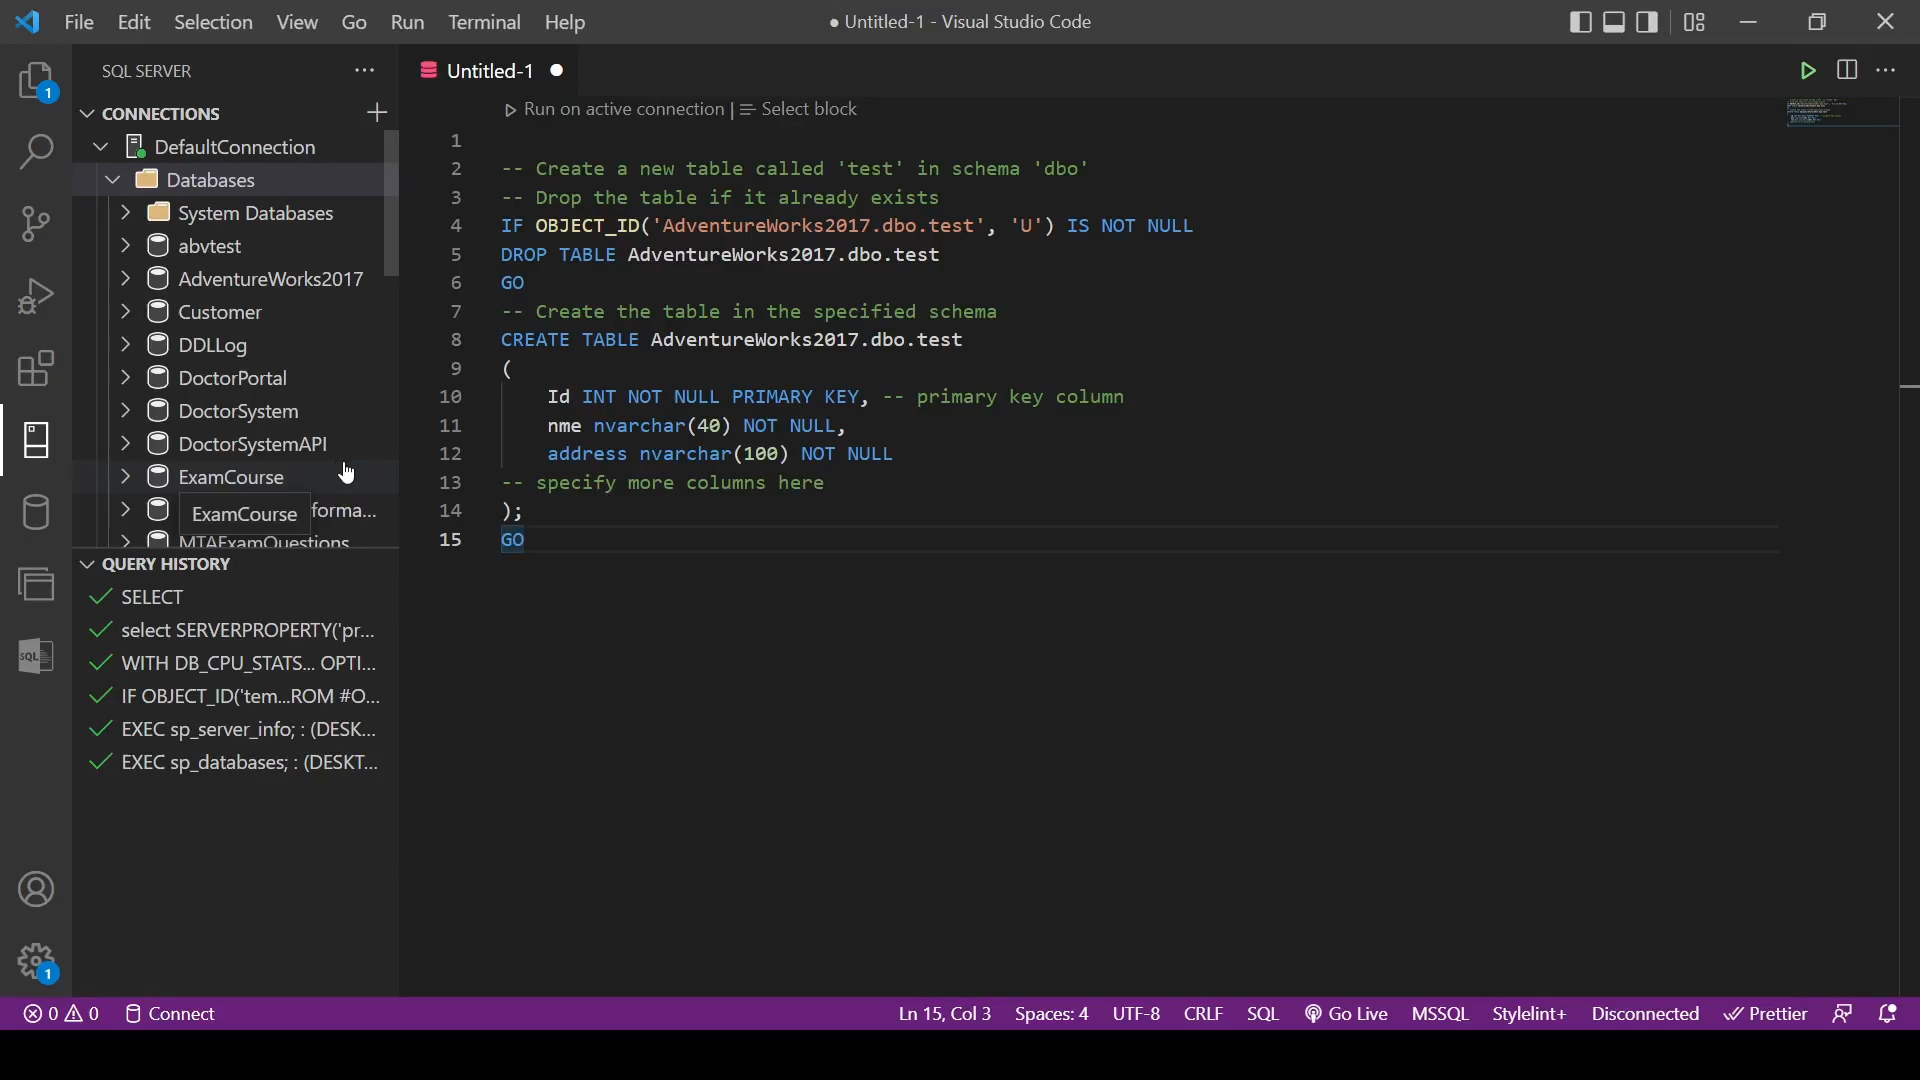 File Edit Selection View Go Run Terminal Help
● Untitled-1 - Visual Studio Code
SQL SERVER
CONNECTIONS
DefaultConnection
Databases
System Databases
abvtest
AdventureWorks2017
Customer
DDLLog
DoctorPortal
DoctorSystem
DoctorSystemAPI
ExamCourse
ExamCourse forma...
MTAExamQuestions
QUERY HISTORY
SELECT
select SERVERPROPERTY('pr...
WITH DB_CPU_STATS... OPTI...
IF OBJECT_ID('tem...ROM #O...
EXEC sp_server_info; : (DESK...
EXEC sp_databases; : (DESKT...
Untitled-1
Run on active connection | Select block
1
2 -- Create a new table called 'test' in schema 'dbo'
3 -- Drop the table if it already exists
4 IF OBJECT_ID('AdventureWorks2017.dbo.test', 'U') IS NOT NULL
5 DROP TABLE AdventureWorks2017.dbo.test
6 GO
7 -- Create the table in the specified schema
8 CREATE TABLE AdventureWorks2017.dbo.test
9 (
10 Id INT NOT NULL PRIMARY KEY, -- primary key column
11 nme nvarchar(40) NOT NULL,
12 address nvarchar(100) NOT NULL
13 -- specify more columns here
14 );
15 GO
1
1
SQL
0 0 Connect
Ln 15, Col 3 Spaces: 4 UTF-8 CRLF SQL Go Live MSSQL Stylelint+ Disconnected Prettier